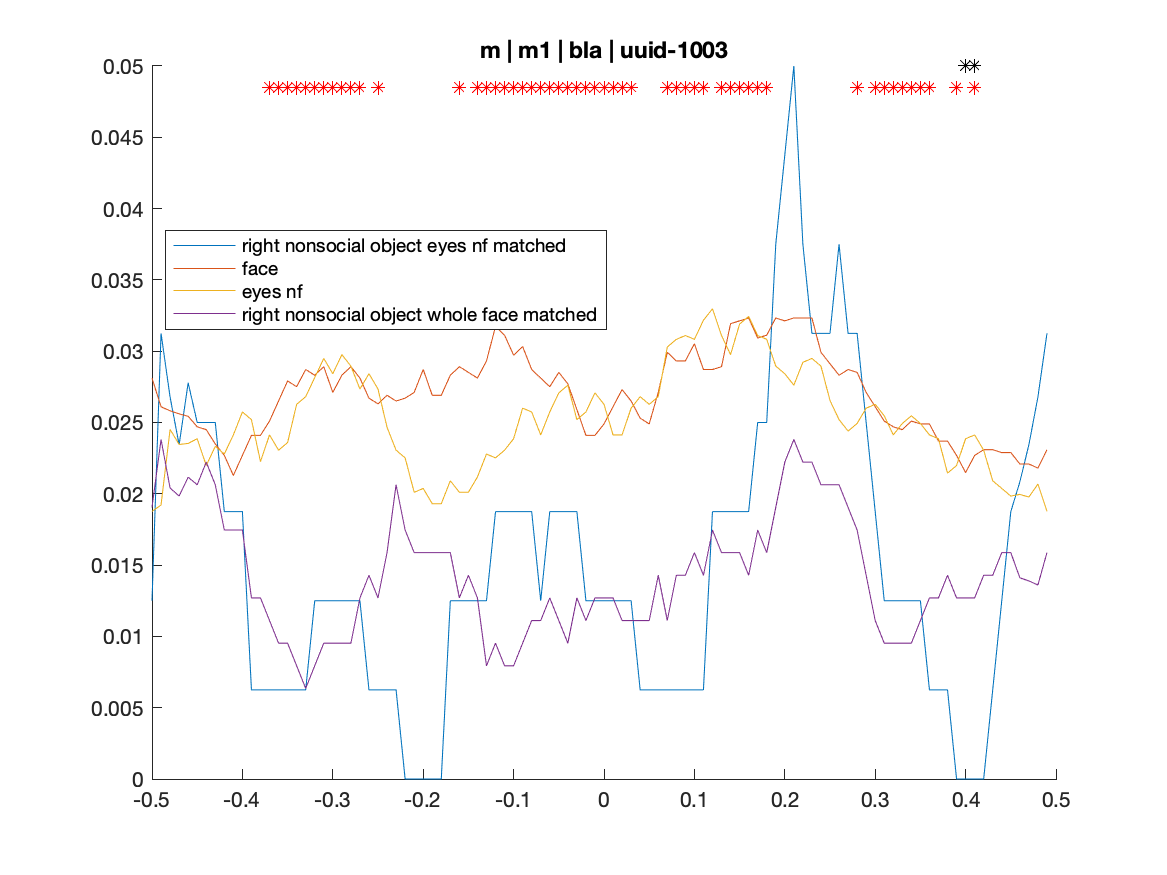 m | m1 | bla | uuid-1003
0.05
0.045
0.04
0.035
0.03
0.025
0.02
0.015
0.01
0.005
0
right nonsocial object eyes nf matched
face
eyes nf
right nonsocial object whole face matched
-0.5 -0.4 -0.3 -0.2 -0.1 0 0.1 0.2 0.3 0.4 0.5